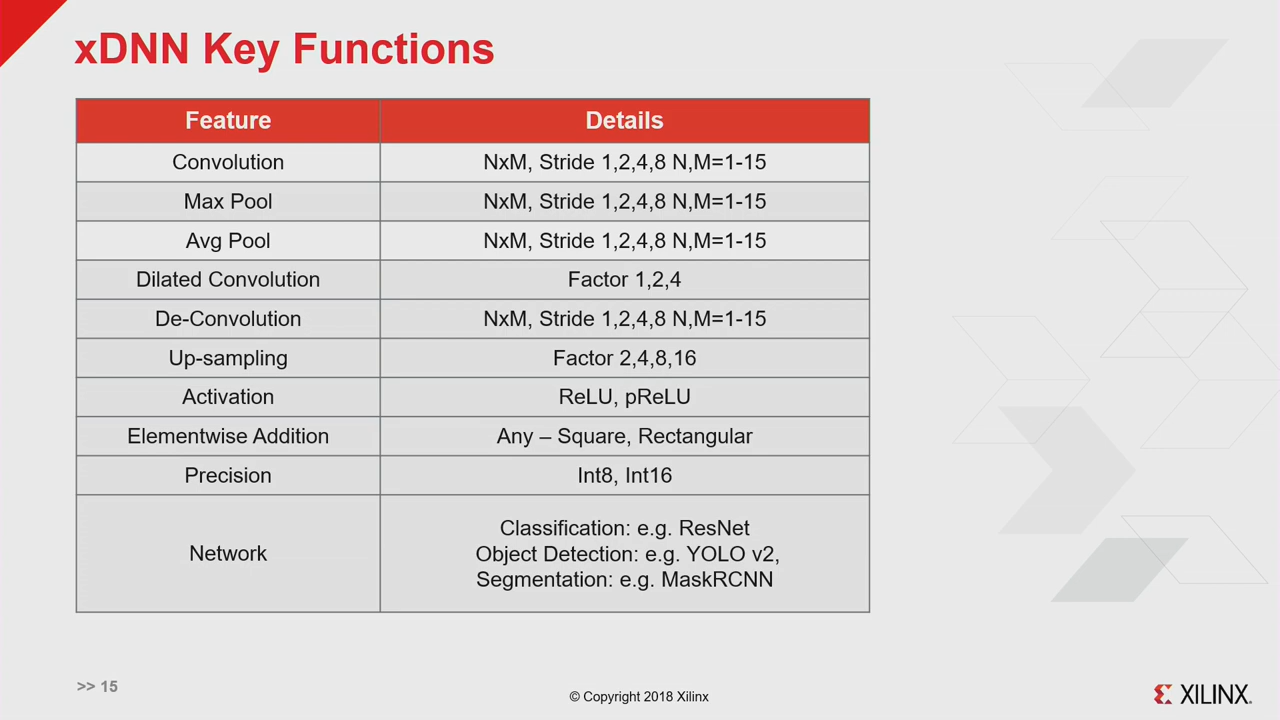 xDNN Key Functions
Feature Details
Convolution NxM, Stride 1,2,4,8 N,M=1-15
Max Pool NxM, Stride 1,2,4,8 N,M=1-15
Avg Pool NxM, Stride 1,2,4,8 N,M=1-15
Dilated Convolution Factor 1,2,4
De-Convolution NxM, Stride 1,2,4,8 N,M=1-15
Up-sampling Factor 2,4,8,16
Activation ReLU, pReLU
Elementwise Addition Any – Square, Rectangular
Precision Int8, Int16
Network
Classification: e.g. ResNet
Object Detection: e.g. YOLO v2,
Segmentation: e.g. MaskRCNN
>> 15
© Copyright 2018 Xilinx
XILINX.